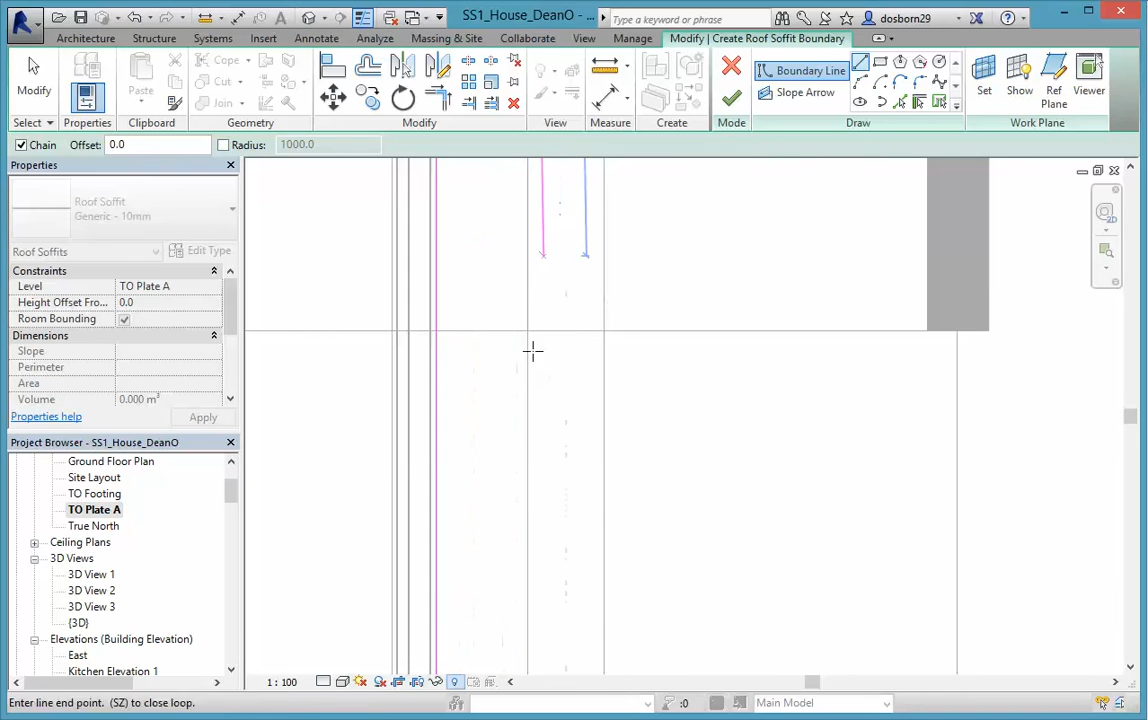 SS1_House_DeanO - ...
Type a keyword or phrase
dosborn29
Architecture
Structure
Systems
Insert
Annotate
Analyze
Massing & Site
Collaborate
View
Manage
Modify | Create Roof Soffit Boundary
Modify
Paste
Cope
Cut
Join
Boundary Line
Slope Arrow
Set
Show
Ref
Plane
Viewer
Select
Properties
Clipboard
Geometry
Modify
View
Measure
Create
Mode
Draw
Work Plane
Chain
Offset:
0.0
Radius:
1000.0
Properties
Roof Soffit
Generic - 10mm
Roof Soffits
Edit Type
Constraints
Level
TO Plate A
Height Offset Fro...
0.0
Room Bounding
Dimensions
Slope
Perimeter
Area
Volume
0.000 m³
Properties help
Apply
Project Browser - SS1_House_DeanO
Ground Floor Plan
Site Layout
TO Footing
TO Plate A
True North
Ceiling Plans
3D Views
3D View 1
3D View 2
3D View 3
{3D}
Elevations (Building Elevation)
East
Kitchen Elevation 1
1 : 100
Enter line end point. (SZ) to close loop.
:0
Main Model